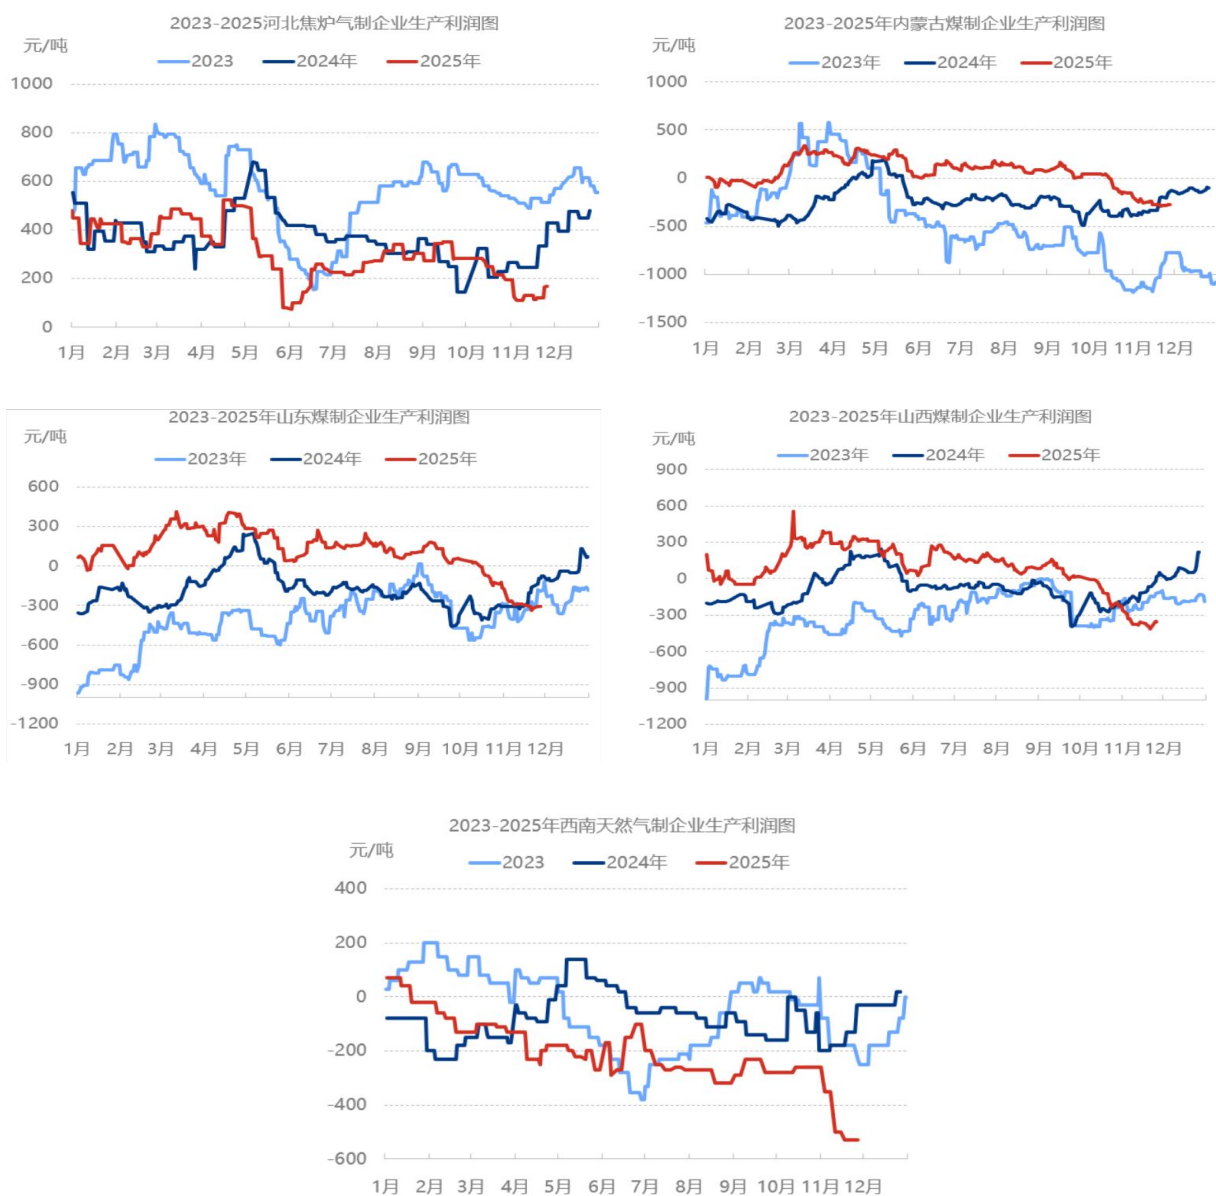 2023-2025河北焦炉气制企业生产利润图
元/吨
2023 2024年 2025年
1000
800
600
400
200
0
1月 2月 3月 4月 5月 6月 7月 8月 9月 10月 11月 12月
2023-2025年内蒙古煤制企业生产利润图
元/吨
2023年 2024年 2025年
1000
500
0
-500
-1000
-1500
1月 2月 3月 4月 5月 6月 7月 8月 9月 10月 11月 12月
2023-2025年山东煤制企业生产利润图
元/吨
2023年 2024年 2025年
600
300
0
-300
-600
-900
-1200
1月 2月 3月 4月 5月 6月 7月 8月 9月 10月 11月 12月
2023-2025年山西煤制企业生产利润图
元/吨
2023年 2024年 2025年
900
600
300
0
-300
-600
-900
-1200
1月 2月 3月 4月 5月 6月 7月 8月 9月 10月 11月 12月
2023-2025年西南天然气制企业生产利润图
元/吨
2023 2024年 2025年
400
200
0
-200
-400
-600
1月 2月 3月 4月 5月 6月 7月 8月 9月 10月 11月 12月